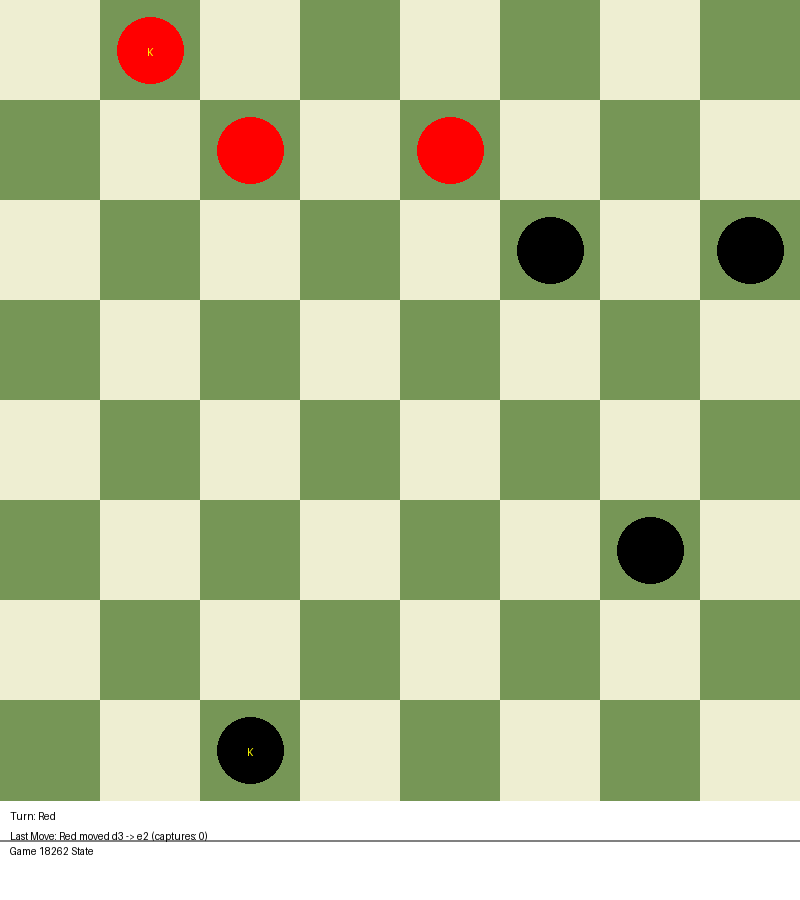 K
K
Turn: Red
Last Move: Red moved d3 -> e2 (captures: 0)
Game 18262 State